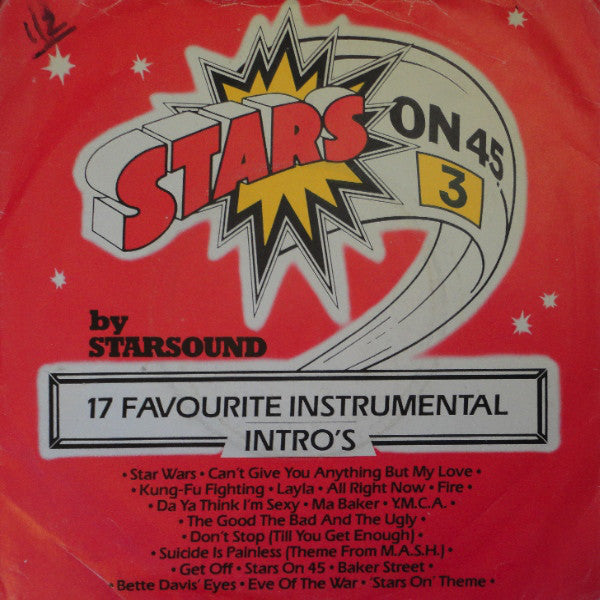 1/2
STARS
ON 45
3
by
STARSOUND
17 FAVOURITE INSTRUMENTAL
INTRO'S
• Star Wars • Can't Give You Anything But My Love •
• Kung-Fu Fighting • Layla • All Right Now • Fire •
• Da Ya Think I'm Sexy • Ma Baker • Y.M.C.A. •
• The Good The Bad And The Ugly •
• Don't Stop (Till You Get Enough) •
• Suicide Is Painless (Theme From M.A.S.H.) •
• Get Off • Stars On 45 • Baker Street •
• Bette Davis' Eyes • Eve Of The War • 'Stars On' Theme •